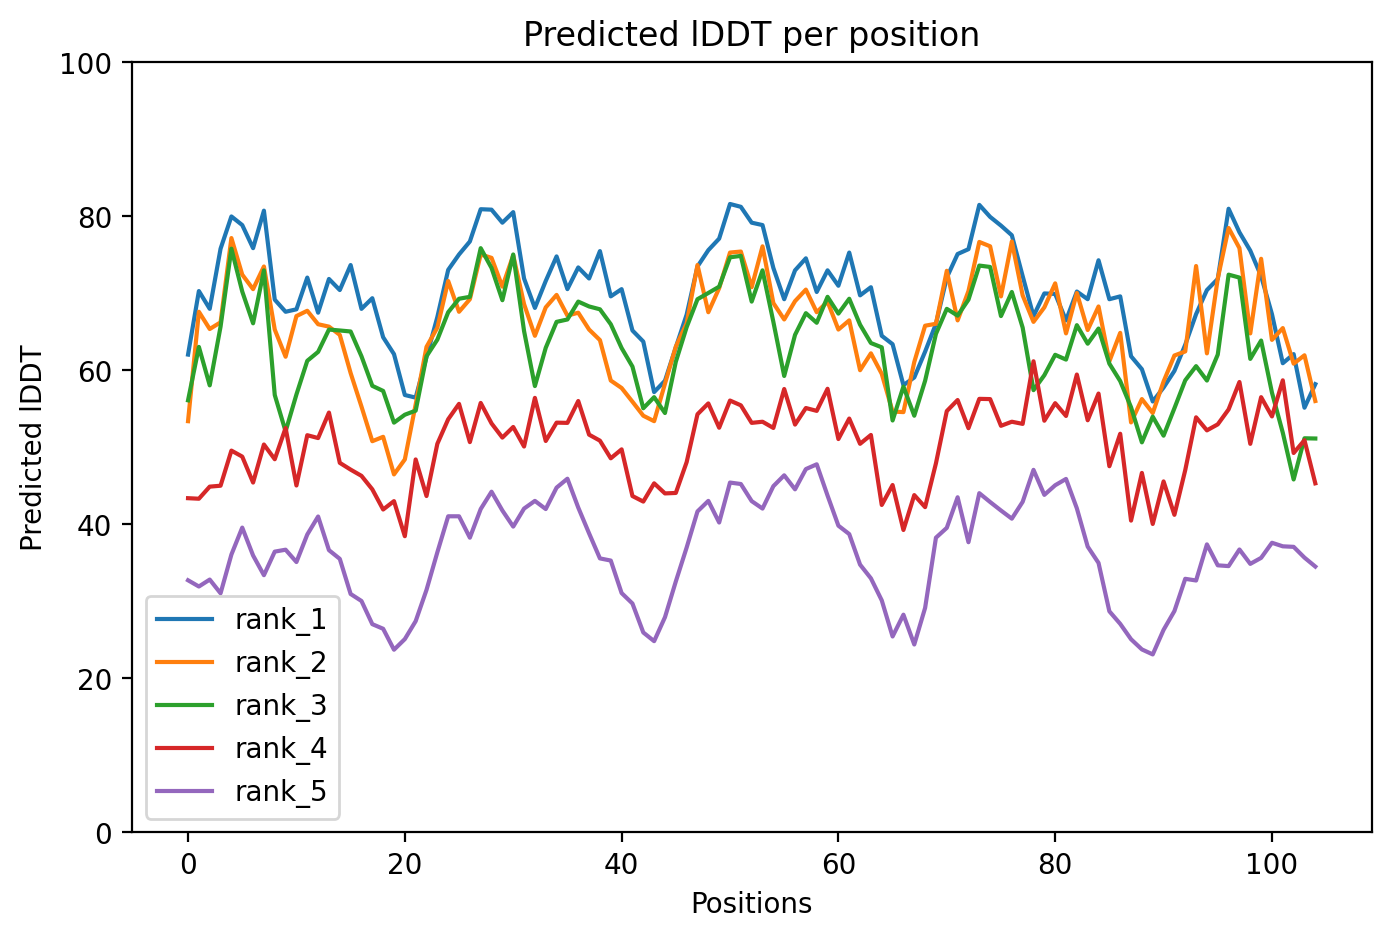 Predicted lDDT per position
100
80
60
40
20
0
Predicted lDDT
rank_1
rank_2
rank_3
rank_4
rank_5
0 20 40 60 80 100
Positions